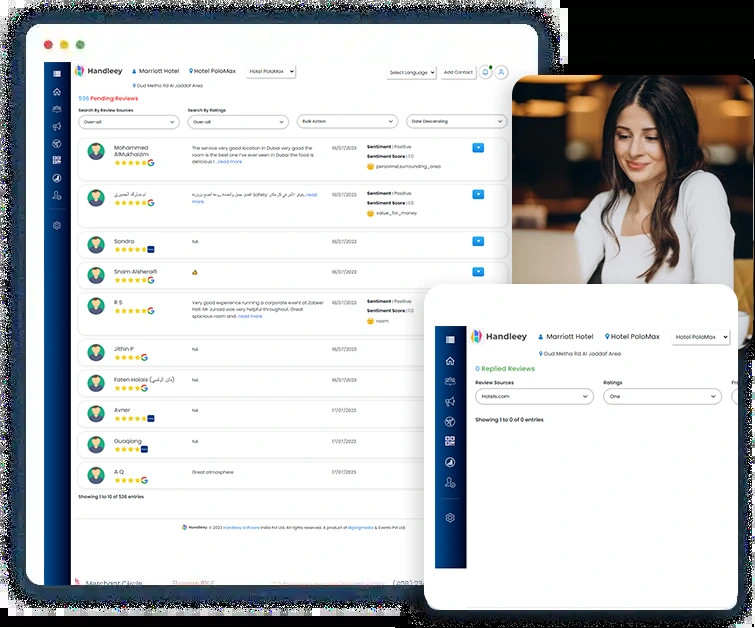 Handleey
Marriott Hotel
Hotel PoloMax
Hotel PoloMax
Select Language
Add Contact
Oud Metha Rd Al Jaddaf Area
536 Pending Reviews
Search By Review Sources
Search By Ratings
Over-all
Over-all
Bulk Action
Date Descending
Mohammed
AlMukhaizim
The service very good location in Dubai very good the
room is the best one I've ever seen in Dubai the food is
delicious r ...read more
18/07/2023
Sentiment : Positive
Sentiment Score : 1.0
personnel,surrounding_area
Safety:
...read
more
Sentiment : Positive
Sentiment Score : 1.0
value_for_money
Sondra
NA
18/07/2023
Snam Alsheraifi
👍
18/07/2023
R S
Very good experience running a corporate event at Zabeel
Hall. Mr Junaid was very helpful throughout. Great
spacious room and...read more
18/07/2023
Sentiment : Positive
Sentiment Score : 1.0
room
Jithin P
NA
18/07/2023
Faten Holais
NA
18/07/2023
Avner
NA
17/07/2023
Guoqiang
NA
17/07/2023
A Q
Great atmosphere
17/07/2023
Showing 1 to 10 of 536 entries
Handleey © 2023 Handleey Software India Pvt Ltd. All rights reserved. A product of Bigwigmedia & Events Pvt Ltd.
Merchant Circle
Handleey
Marriott Hotel
Hotel PoloMax
Hotel PoloMax
Oud Metha Rd Al Jaddaf Area
0 Replied Reviews
Review Sources
Ratings
Hotels.com
One
Showing 1 to 0 of 0 entries